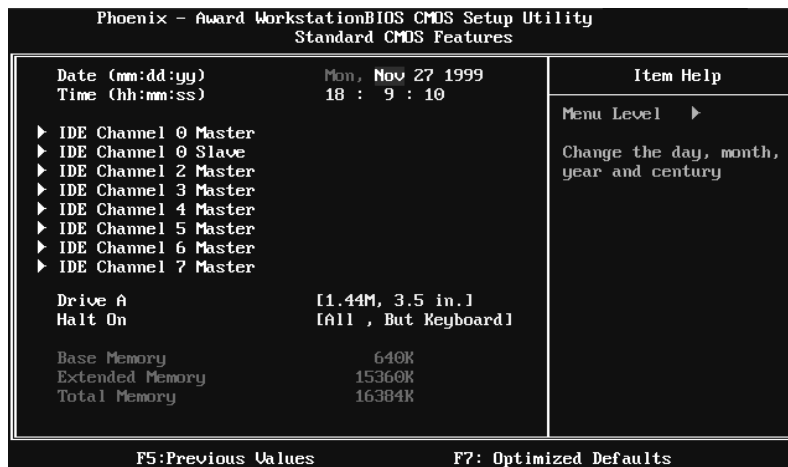 Phoenix - Award WorkstationBIOS CMOS Setup Utility
Standard CMOS Features
Date (mm:dd:yy) Mon, Nov 27 1999
Time (hh:mm:ss) 18 : 9 : 10
IDE Channel 0 Master
IDE Channel 0 Slave
IDE Channel 2 Master
IDE Channel 3 Master
IDE Channel 4 Master
IDE Channel 5 Master
IDE Channel 6 Master
IDE Channel 7 Master
Drive A [1.44M, 3.5 in.]
Halt On [All , But Keyboard]
Base Memory 640K
Extended Memory 15360K
Total Memory 16384K
Item Help
Menu Level
Change the day, month,
year and century
F5:Previous Values F7: Optimized Defaults